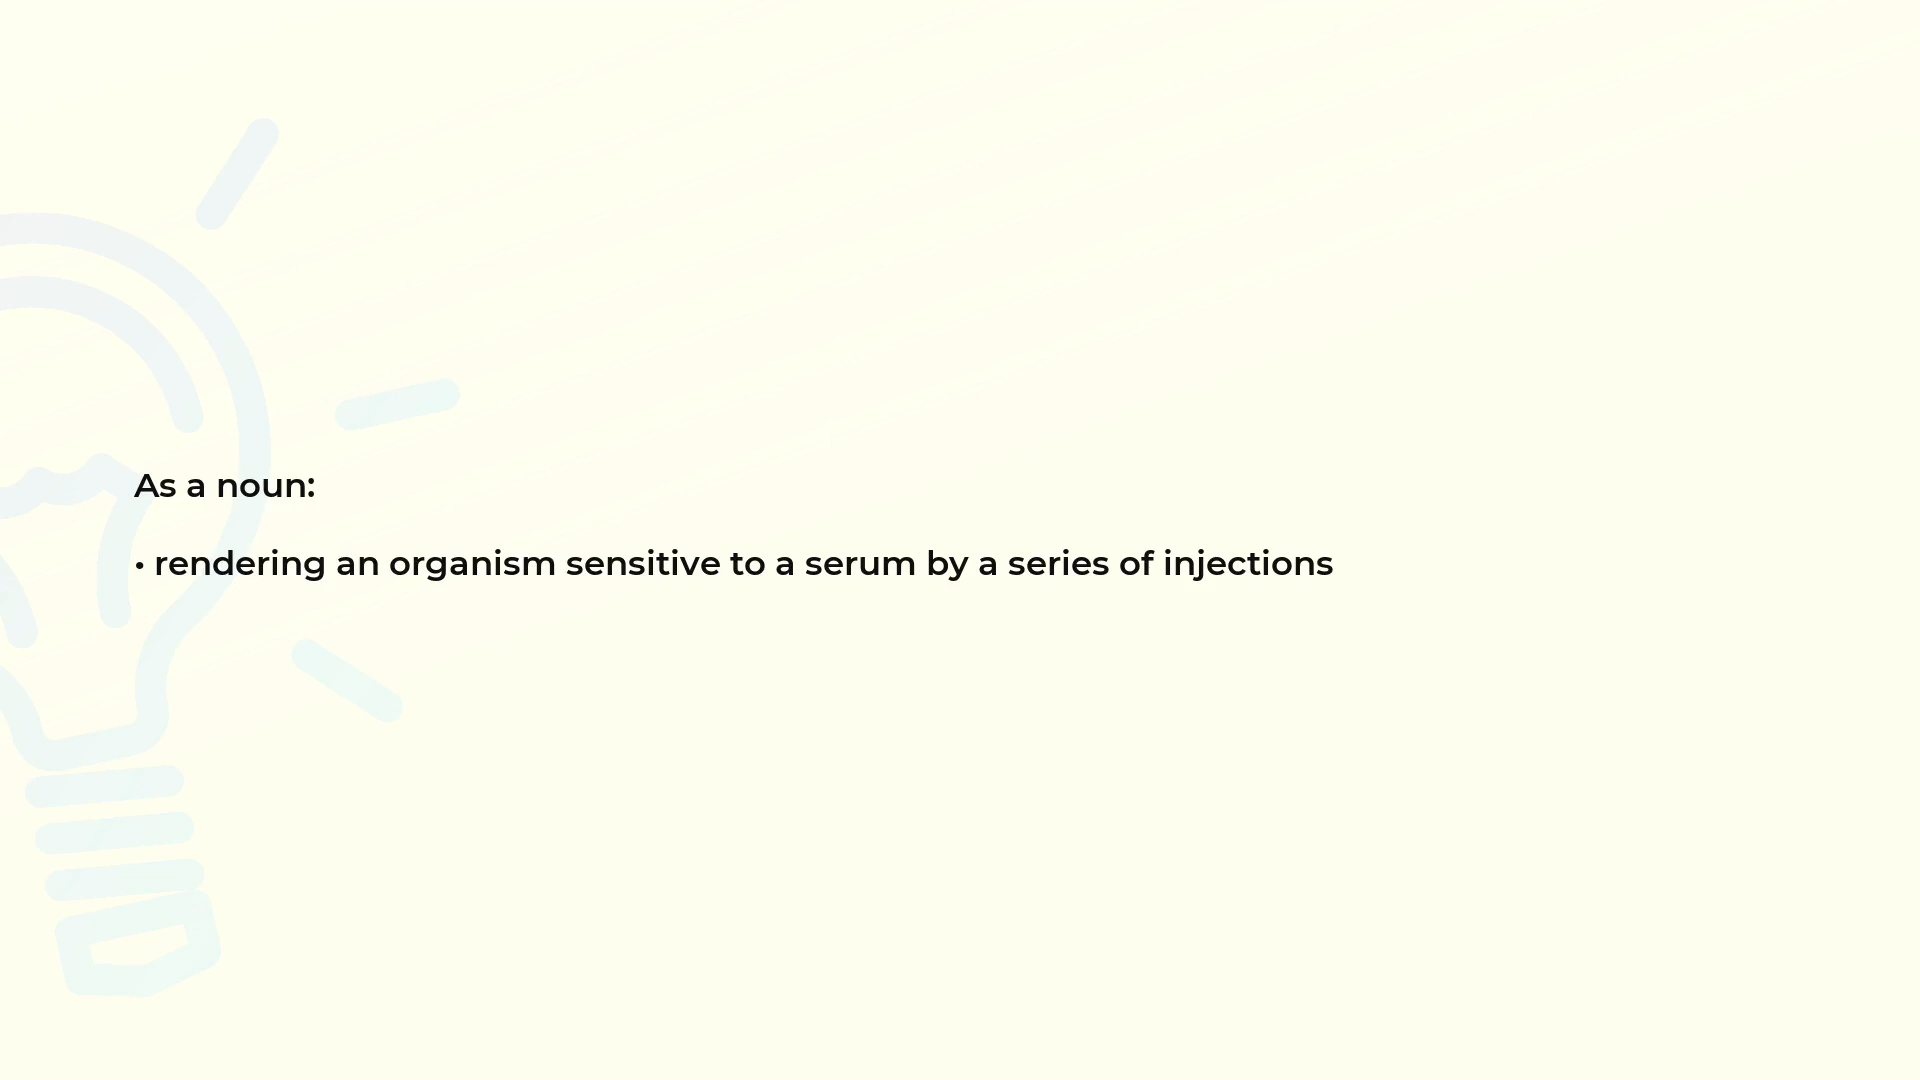 As a noun:
• rendering an organism sensitive to a serum by a series of injections